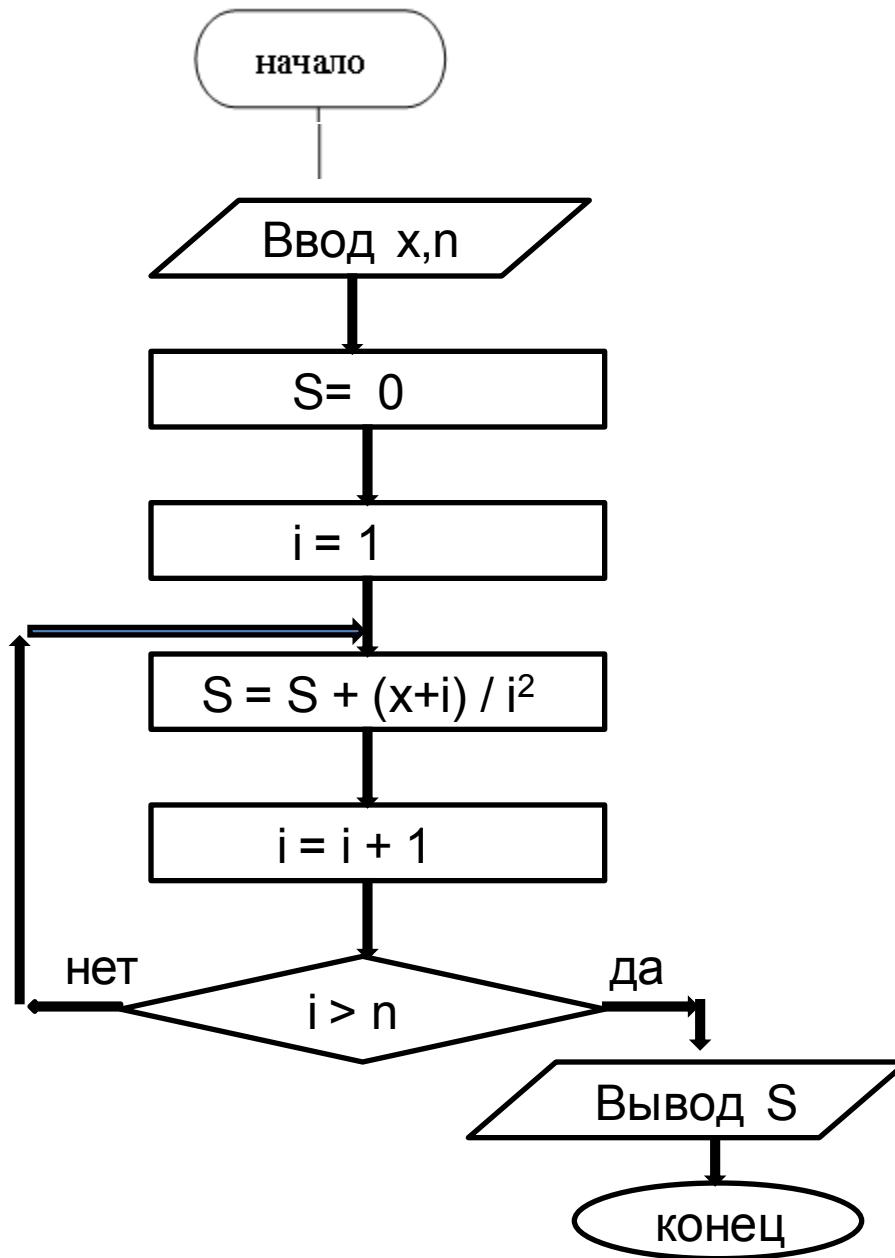 начало
Ввод x,n
S= 0
i = 1
S = S + (x+i) / i²
i = i + 1
нет
да
i > n
Вывод S
конец